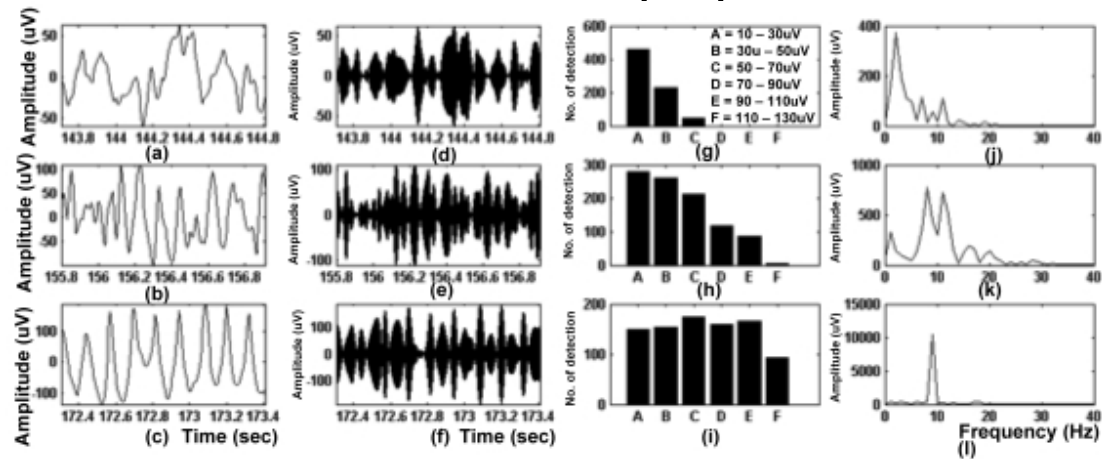 Amplitude (uV)
50
0
-50
143.8 144 144.2 144.4 144.6 144.8
(a)
Amplitude (uV)
50
0
-50
143.8 144 144.2 144.4 144.6 144.8
(d)
No. of detection
600
400
200
0
A = 10 – 30uV
B = 30u – 50uV
C = 50 – 70uV
D = 70 – 90uV
E = 90 – 110uV
F = 110 – 130uV
A B C D E F
(g)
Amplitude (uV)
400
200
0
0 10 20 30 40
(j)
Amplitude (uV)
100
50
0
-50
155.8 156 156.2 156.4 156.6 156.8
(b)
Amplitude (uV)
100
0
-100
155.8 156 156.2 156.4 156.6 156.8
(e)
No. of detection
300
200
100
0
A B C D E F
(h)
Amplitude (uV)
1000
500
0
0 10 20 30 40
(k)
Amplitude (uV)
100
0
-100
172.4 172.6 172.8 173 173.2 173.4
(c) Time (sec)
Amplitude (uV)
100
0
-100
172.4 172.6 172.8 173 173.2 173.4
(f) Time (sec)
No. of detection
200
100
0
A B C D E F
(i)
Amplitude (uV)
15000
10000
5000
0
0 10 20 30 40
Frequency (Hz)
(l)